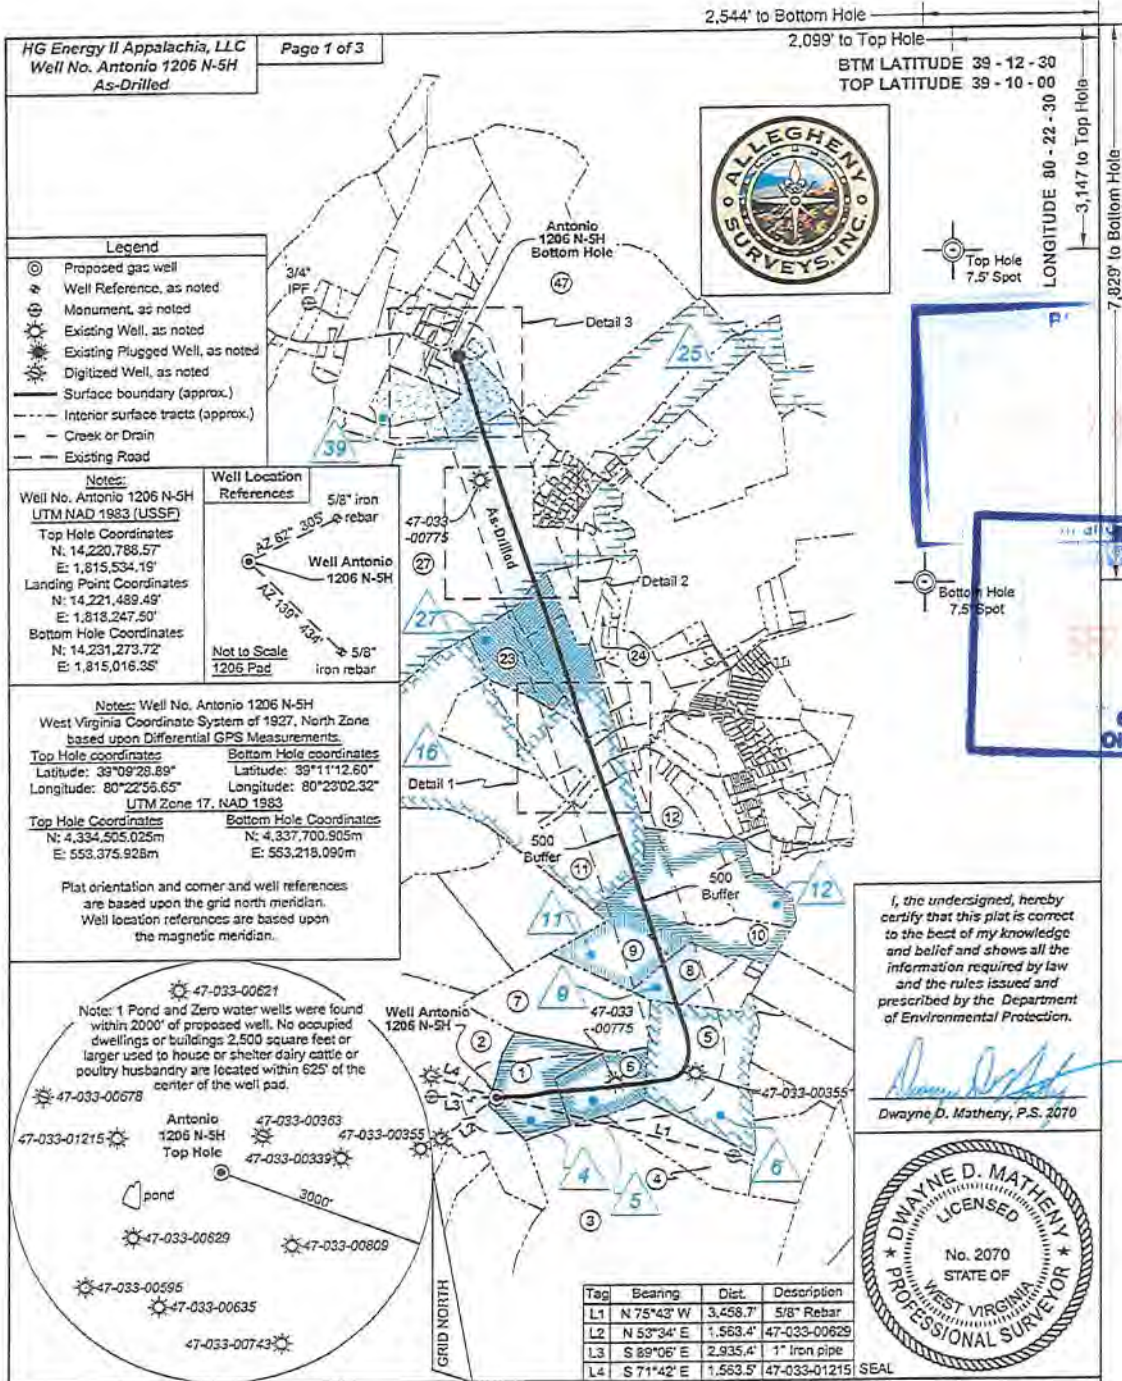 2,544' to Bottom Hole
2,099' to Top Hole
HG Energy II Appalachia, LLC
Well No. Antonio 1206 N-5H
As-Drilled
Page 1 of 3
BTM LATITUDE 39 - 12 - 30
TOP LATITUDE 39 - 10 - 00
LONGITUDE 80 - 22 - 30
3,147 to Top Hole
7,829' to Bottom Hole
ALLEGHENY
SURVEYS, INC.
Top Hole
7.5' Spot
Bottom Hole
7.5' Spot
Antonio
1206 N-5H
Bottom Hole
47
3/4"
IPF
Detail 3
25
39
Legend
Proposed gas well
Well Reference, as noted
Monument, as noted
Existing Well, as noted
Existing Plugged Well, as noted
Digitized Well, as noted
Surface boundary (approx.)
Interior surface tracts (approx.)
Creek or Drain
Existing Road
Notes:
Well No. Antonio 1206 N-5H
UTM NAD 1983 (USSF)
Top Hole Coordinates
N: 14,220,786.57'
E: 1,815,534.19'
Landing Point Coordinates
N: 14,221,489.49'
E: 1,818,247.50'
Bottom Hole Coordinates
N: 14,231,273.72'
E: 1,815,016.35'
Well Location
References
5/8" iron
rebar
AZ 62° 305'
Well Antonio
1206 N-5H
AZ 139° 434'
5/8"
iron rebar
Not to Scale
1206 Pad
47-033
-00775
27
As-Drilled
Detail 2
27
23
24
16
Detail 1
12
500
Buffer
11
500
Buffer
12
11
10
9
8
9
7
47-033
-00775
Notes: Well No. Antonio 1206 N-5H
West Virginia Coordinate System of 1927, North Zone
based upon Differential GPS Measurements.
Top Hole coordinates
Latitude: 39°09'28.89"
Longitude: 80°22'56.65"
Bottom Hole coordinates
Latitude: 39°11'12.60"
Longitude: 80°23'02.32"
UTM Zone 17, NAD 1983
Top Hole Coordinates
N: 4,334,505.025m
E: 553,375.928m
Bottom Hole Coordinates
N: 4,337,700.905m
E: 553,218.090m
Plat orientation and corner and well references
are based upon the grid north meridian.
Well location references are based upon
the magnetic meridian.
I, the undersigned, hereby
certify that this plat is correct
to the best of my knowledge
and belief and shows all the
information required by law
and the rules issued and
prescribed by the Department
of Environmental Protection.
Dwayne D. Matheny, P.S. 2070
47-033-00621
Note: 1 Pond and Zero water wells were found
within 2000' of proposed well. No occupied
dwellings or buildings 2,500 square feet or
larger used to house or shelter dairy cattle or
poultry husbandry are located within 625' of the
center of the well pad.
47-033-00678
Antonio
1206 N-5H
Top Hole
47-033-01215
47-033-00363
47-033-00355
47-033-00339
pond
3000'
47-033-00629
47-033-00809
47-033-00595
47-033-00635
47-033-00743
GRID NORTH
Well Antonio
1206 N-5H
2
1
6
5
L4
L3
L2
L1
47-033-00355
4
5
4
6
3
Tag Bearing Dist. Description
L1 N 75°43' W 3,458.7' 5/8" Rebar
L2 N 53°34' E 1,563.4' 47-033-00629
L3 S 89°06' E 2,935.4' 1" Iron pipe
L4 S 71°42' E 1,563.5' 47-033-01215
SEAL
DWAYNE D. MATHENY
LICENSED
No. 2070
STATE OF
WEST VIRGINIA
PROFESSIONAL SURVEYOR